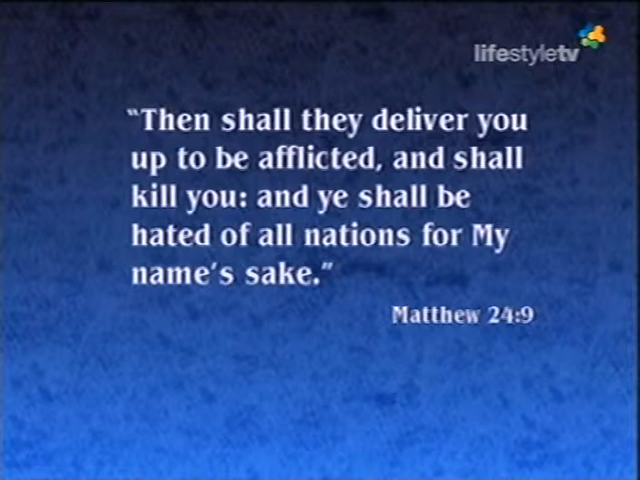 lifestyletv
“Then shall they deliver you
up to be afflicted, and shall
kill you: and ye shall be
hated of all nations for My
name's sake.”
Matthew 24:9